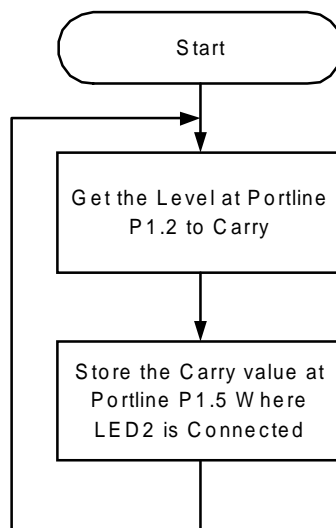 Start
Get the Level at Portline
P1.2 to Carry
Store the Carry value at
Portline P1.5 Where
LED2 is Connected